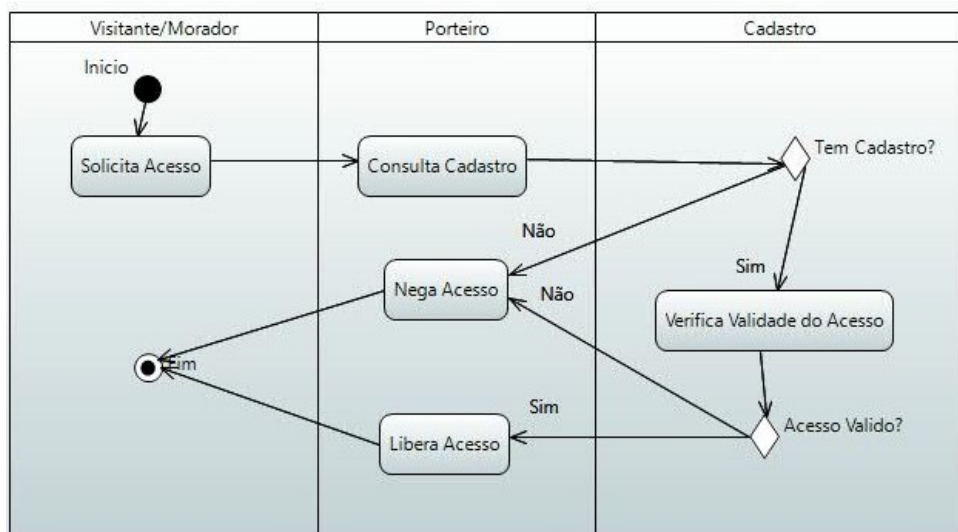 Visitante/Morador
Porteiro
Cadastro
Inicio
Solicita Acesso
Consulta Cadastro
Tem Cadastro?
Não
Sim
Nega Acesso
Não
Verifica Validade do Acesso
Fim
Sim
Libera Acesso
Acesso Valido?